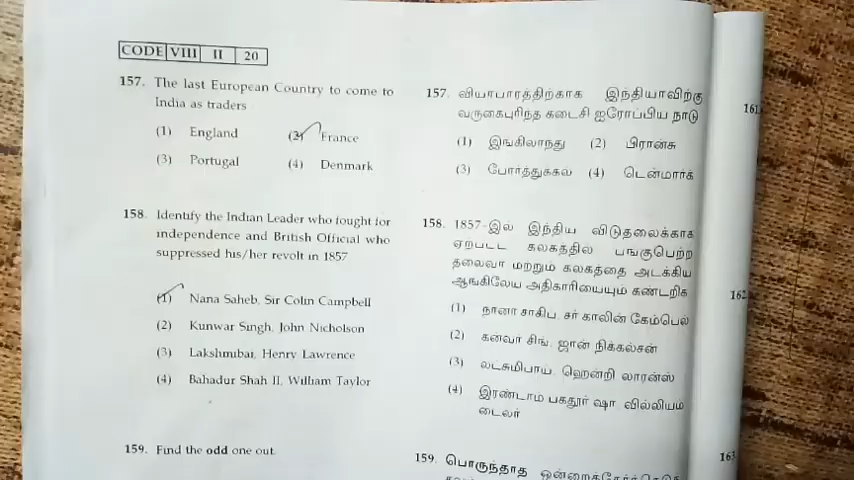 CODE VIII II 20
157. The last European Country to come to
India as traders
(1) England (2) France
(3) Portugal (4) Denmark
158. Identify the Indian Leader who fought for
independence and British Official who
suppressed his/her revolt in 1857
(1) Nana Saheb, Sir Colin Campbell
(2) Kunwar Singh, John Nicholson
(3) Lakshmibai, Henry Lawrence
(4) Bahadur Shah II, William Taylor
159. Find the odd one out.
157. வியாபாரத்திற்காக இந்தியாவிற்கு
வருகைபுரிந்த கடைசி ஐரோப்பிய நாடு
(1) இங்கிலாந்து (2) பிரான்சு
(3) போர்த்துக்கல் (4) டென்மார்க்
158. 1857-இல் இந்திய விடுதலைக்காக
ஏற்பட்ட கலகத்தில் பங்குபெற்ற
தலைவர் மற்றும் கலகத்தை அடக்கிய
ஆங்கிலேய அதிகாரியையும் கண்டறிக
(1) நானா சாகிப், சர் காலின் கேம்பெல்
(2) கன்வர் சிங், ஜான் நிக்கல்சன்
(3) லட்சுமிபாய், ஹென்றி லாரன்ஸ்
(4) இரண்டாம் பகதூர் ஷா, வில்லியம்
டைலர்
159. பொருந்தாத
161.
162.
163.